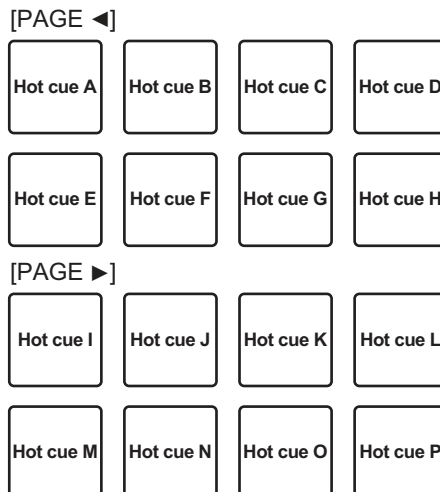 [PAGE ◄]
Hot cue A Hot cue B Hot cue C Hot cue D
Hot cue E Hot cue F Hot cue G Hot cue H
[PAGE ►]
Hot cue I Hot cue J Hot cue K Hot cue L
Hot cue M Hot cue N Hot cue O Hot cue P